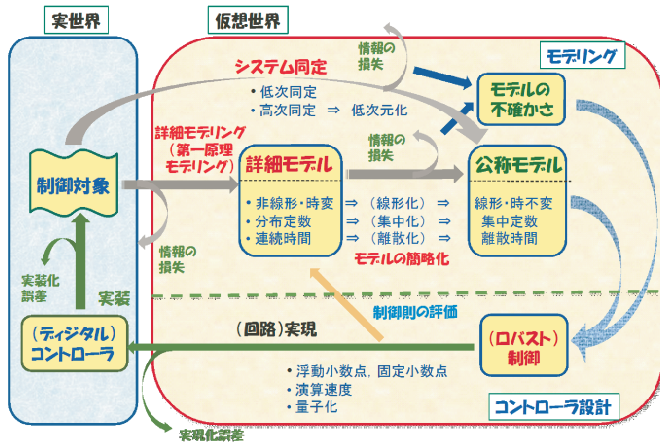 実世界
仮想世界
モデリング
システム同定
・低次同定
・高次同定 ⇒ 低次元化
情報の
損失
モデルの
不確かさ
詳細モデリング
(第一原理
モデリング)
情報の
損失
制御対象
詳細モデル
・非線形・時変 ⇒ (線形化) ⇒
・分布定数 ⇒ (集中化) ⇒
・連続時間 ⇒ (離散化) ⇒
モデルの簡略化
公称モデル
線形・時不変
集中定数
離散時間
情報の
損失
実装化
誤差
実装
制御則の評価
(ディジタル)
コントローラ
(回路)実現
(ロバスト)
制御
・浮動小数点, 固定小数点
・演算速度
・量子化
コントローラ設計
実現化誤差